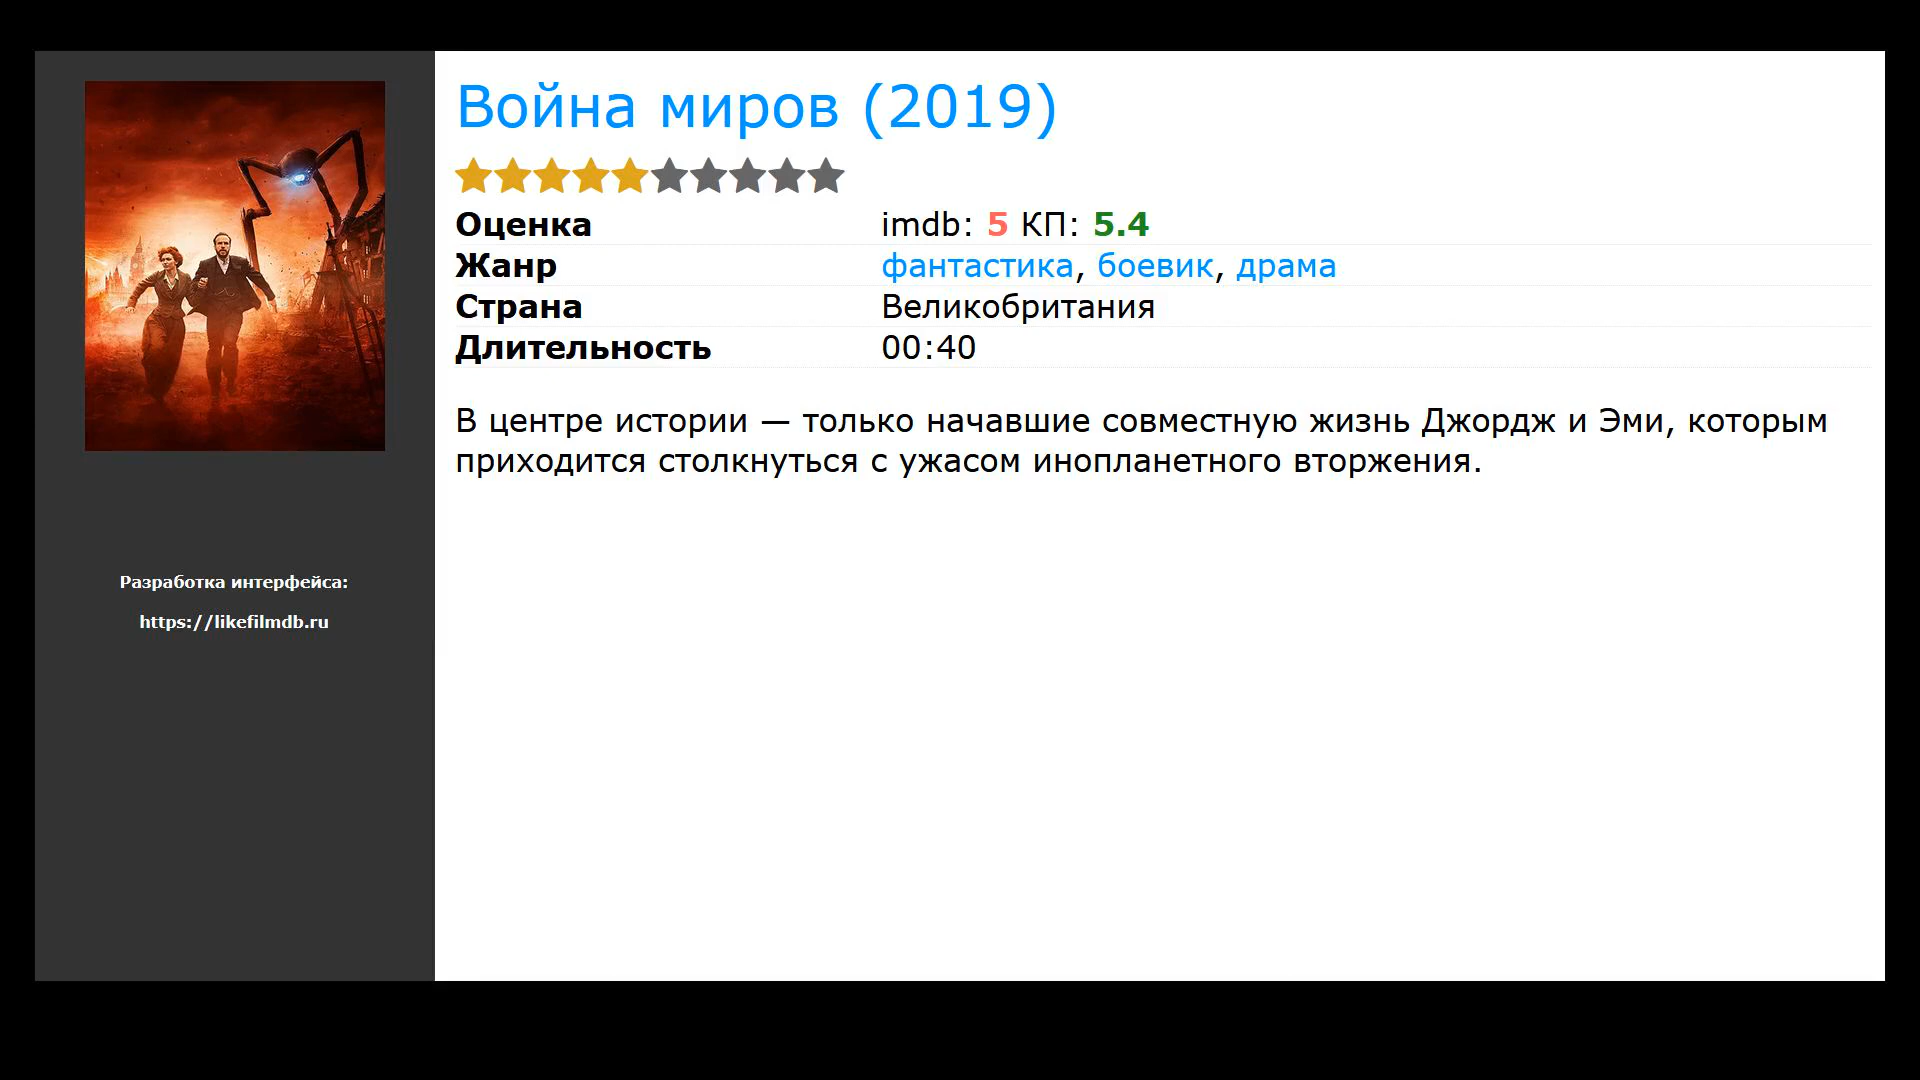 Война миров (2019)
Оценка imdb: 5 КП: 5.4
Жанр фантастика, боевик, драма
Страна Великобритания
Длительность 00:40
В центре истории — только начавшие совместную жизнь Джордж и Эми, которым
приходится столкнуться с ужасом инопланетного вторжения.
Разработка интерфейса:
https://likefilmdb.ru